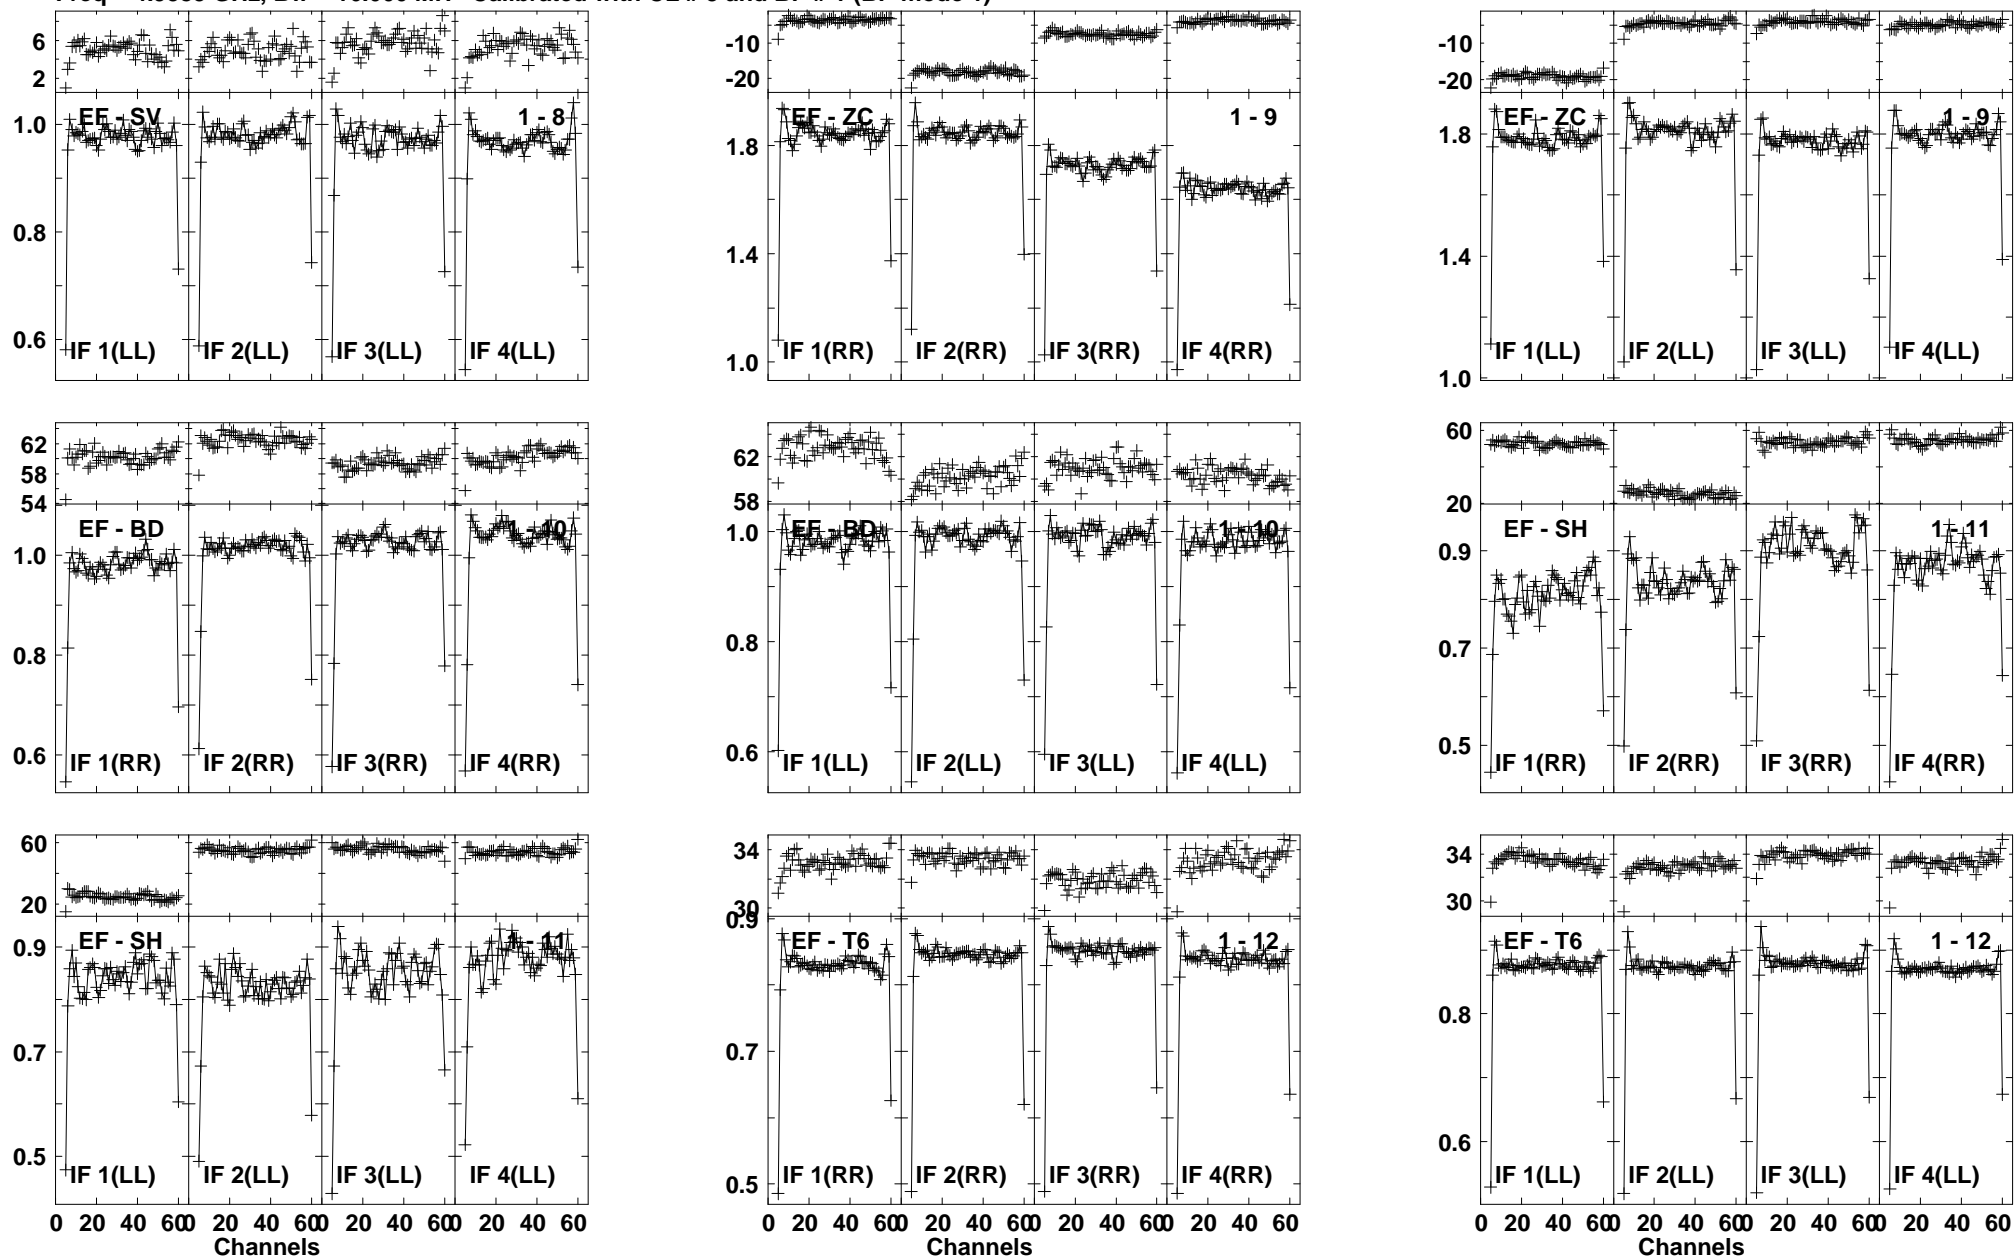 6
2
EF - SV 1 - 8
1.0
0.8
0.6
IF 1(LL) IF 2(LL) IF 3(LL) IF 4(LL)
-10
-20
EF - ZC 1 - 9
1.8
1.4
1.0
IF 1(RR) IF 2(RR) IF 3(RR) IF 4(RR)
-10
-20
EF - ZC 1 - 9
1.8
1.4
1.0
IF 1(LL) IF 2(LL) IF 3(LL) IF 4(LL)
62
58
54
EF - BD 1 - 10
1.0
0.8
0.6
IF 1(RR) IF 2(RR) IF 3(RR) IF 4(RR)
62
58
EF - BD 1 - 10
1.0
0.8
0.6
IF 1(LL) IF 2(LL) IF 3(LL) IF 4(LL)
60
20
EF - SH 1 - 11
0.9
0.7
0.5
IF 1(RR) IF 2(RR) IF 3(RR) IF 4(RR)
60
20
EF - SH 1 - 11
0.9
0.7
0.5
IF 1(LL) IF 2(LL) IF 3(LL) IF 4(LL)
0 20 40 60 0 20 40 60 0 20 40 60 0 20 40 60
Channels
34
30
0.9
EF - T6 1 - 12
0.7
0.5
IF 1(RR) IF 2(RR) IF 3(RR) IF 4(RR)
0 20 40 60 0 20 40 60 0 20 40 60 0 20 40 60
Channels
34
30
EF - T6 1 - 12
0.8
0.6
IF 1(LL) IF 2(LL) IF 3(LL) IF 4(LL)
0 20 40 60 0 20 40 60 0 20 40 60 0 20 40 60
Channels